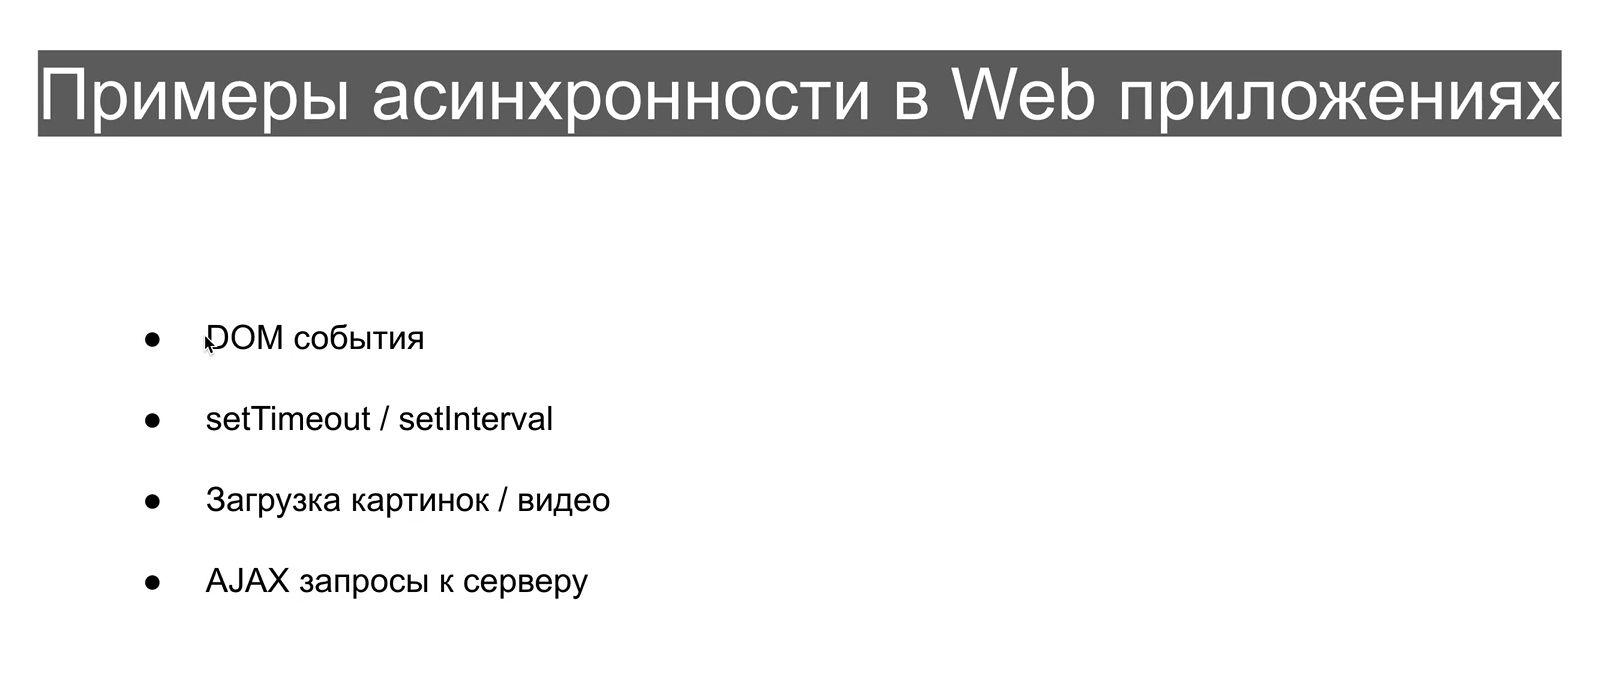 Примеры асинхронности в Web приложениях
● DOM события
● setTimeout / setInterval
● Загрузка картинок / видео
● AJAX запросы к серверу